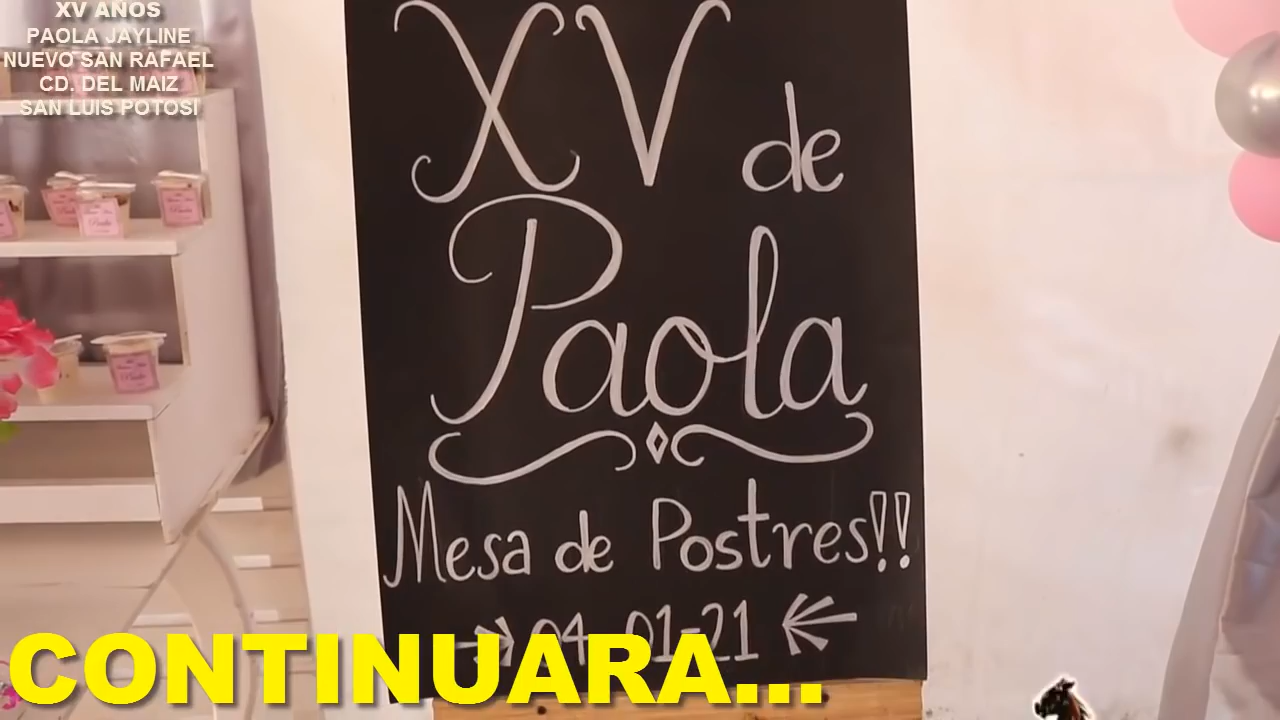 XV AÑOS
PAOLA JAYLINE
NUEVO SAN RAFAEL
CD. DEL MAIZ
SAN LUIS POTOSI
XV de
Paola
Mesa de Postres!!
04-01-21
CONTINUARA...